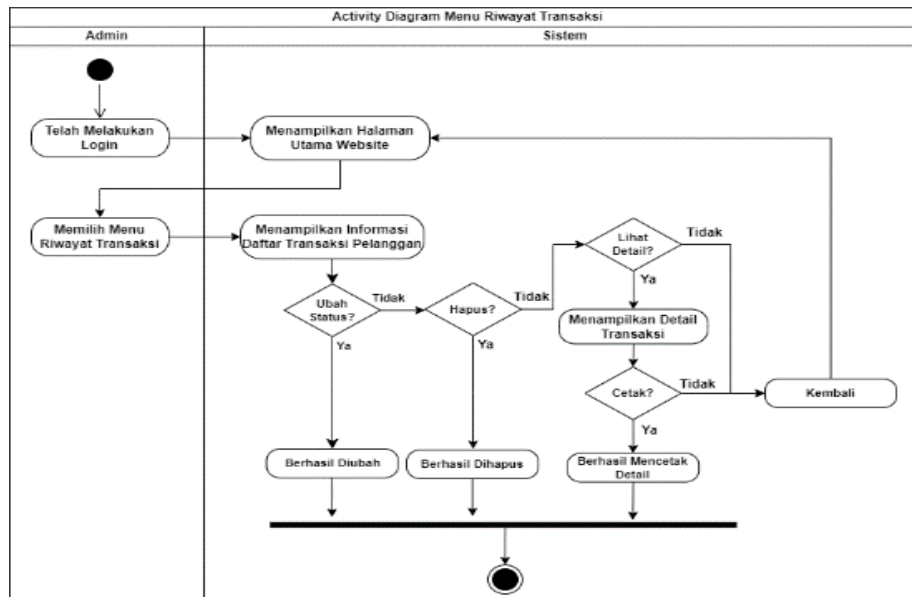 Activity Diagram Menu Riwayat Transaksi
Admin
Sistem
Telah Melakukan
Login
Menampilkan Halaman
Utama Website
Memilih Menu
Riwayat Transaksi
Menampilkan Informasi
Daftar Transaksi Pelanggan
Lihat
Detail?
Tidak
Ya
Ubah
Status?
Tidak
Ya
Hapus?
Tidak
Ya
Menampilkan Detail
Transaksi
Cetak?
Tidak
Ya
Kembali
Berhasil Diubah
Berhasil Dihapus
Berhasil Mencetak
Detail